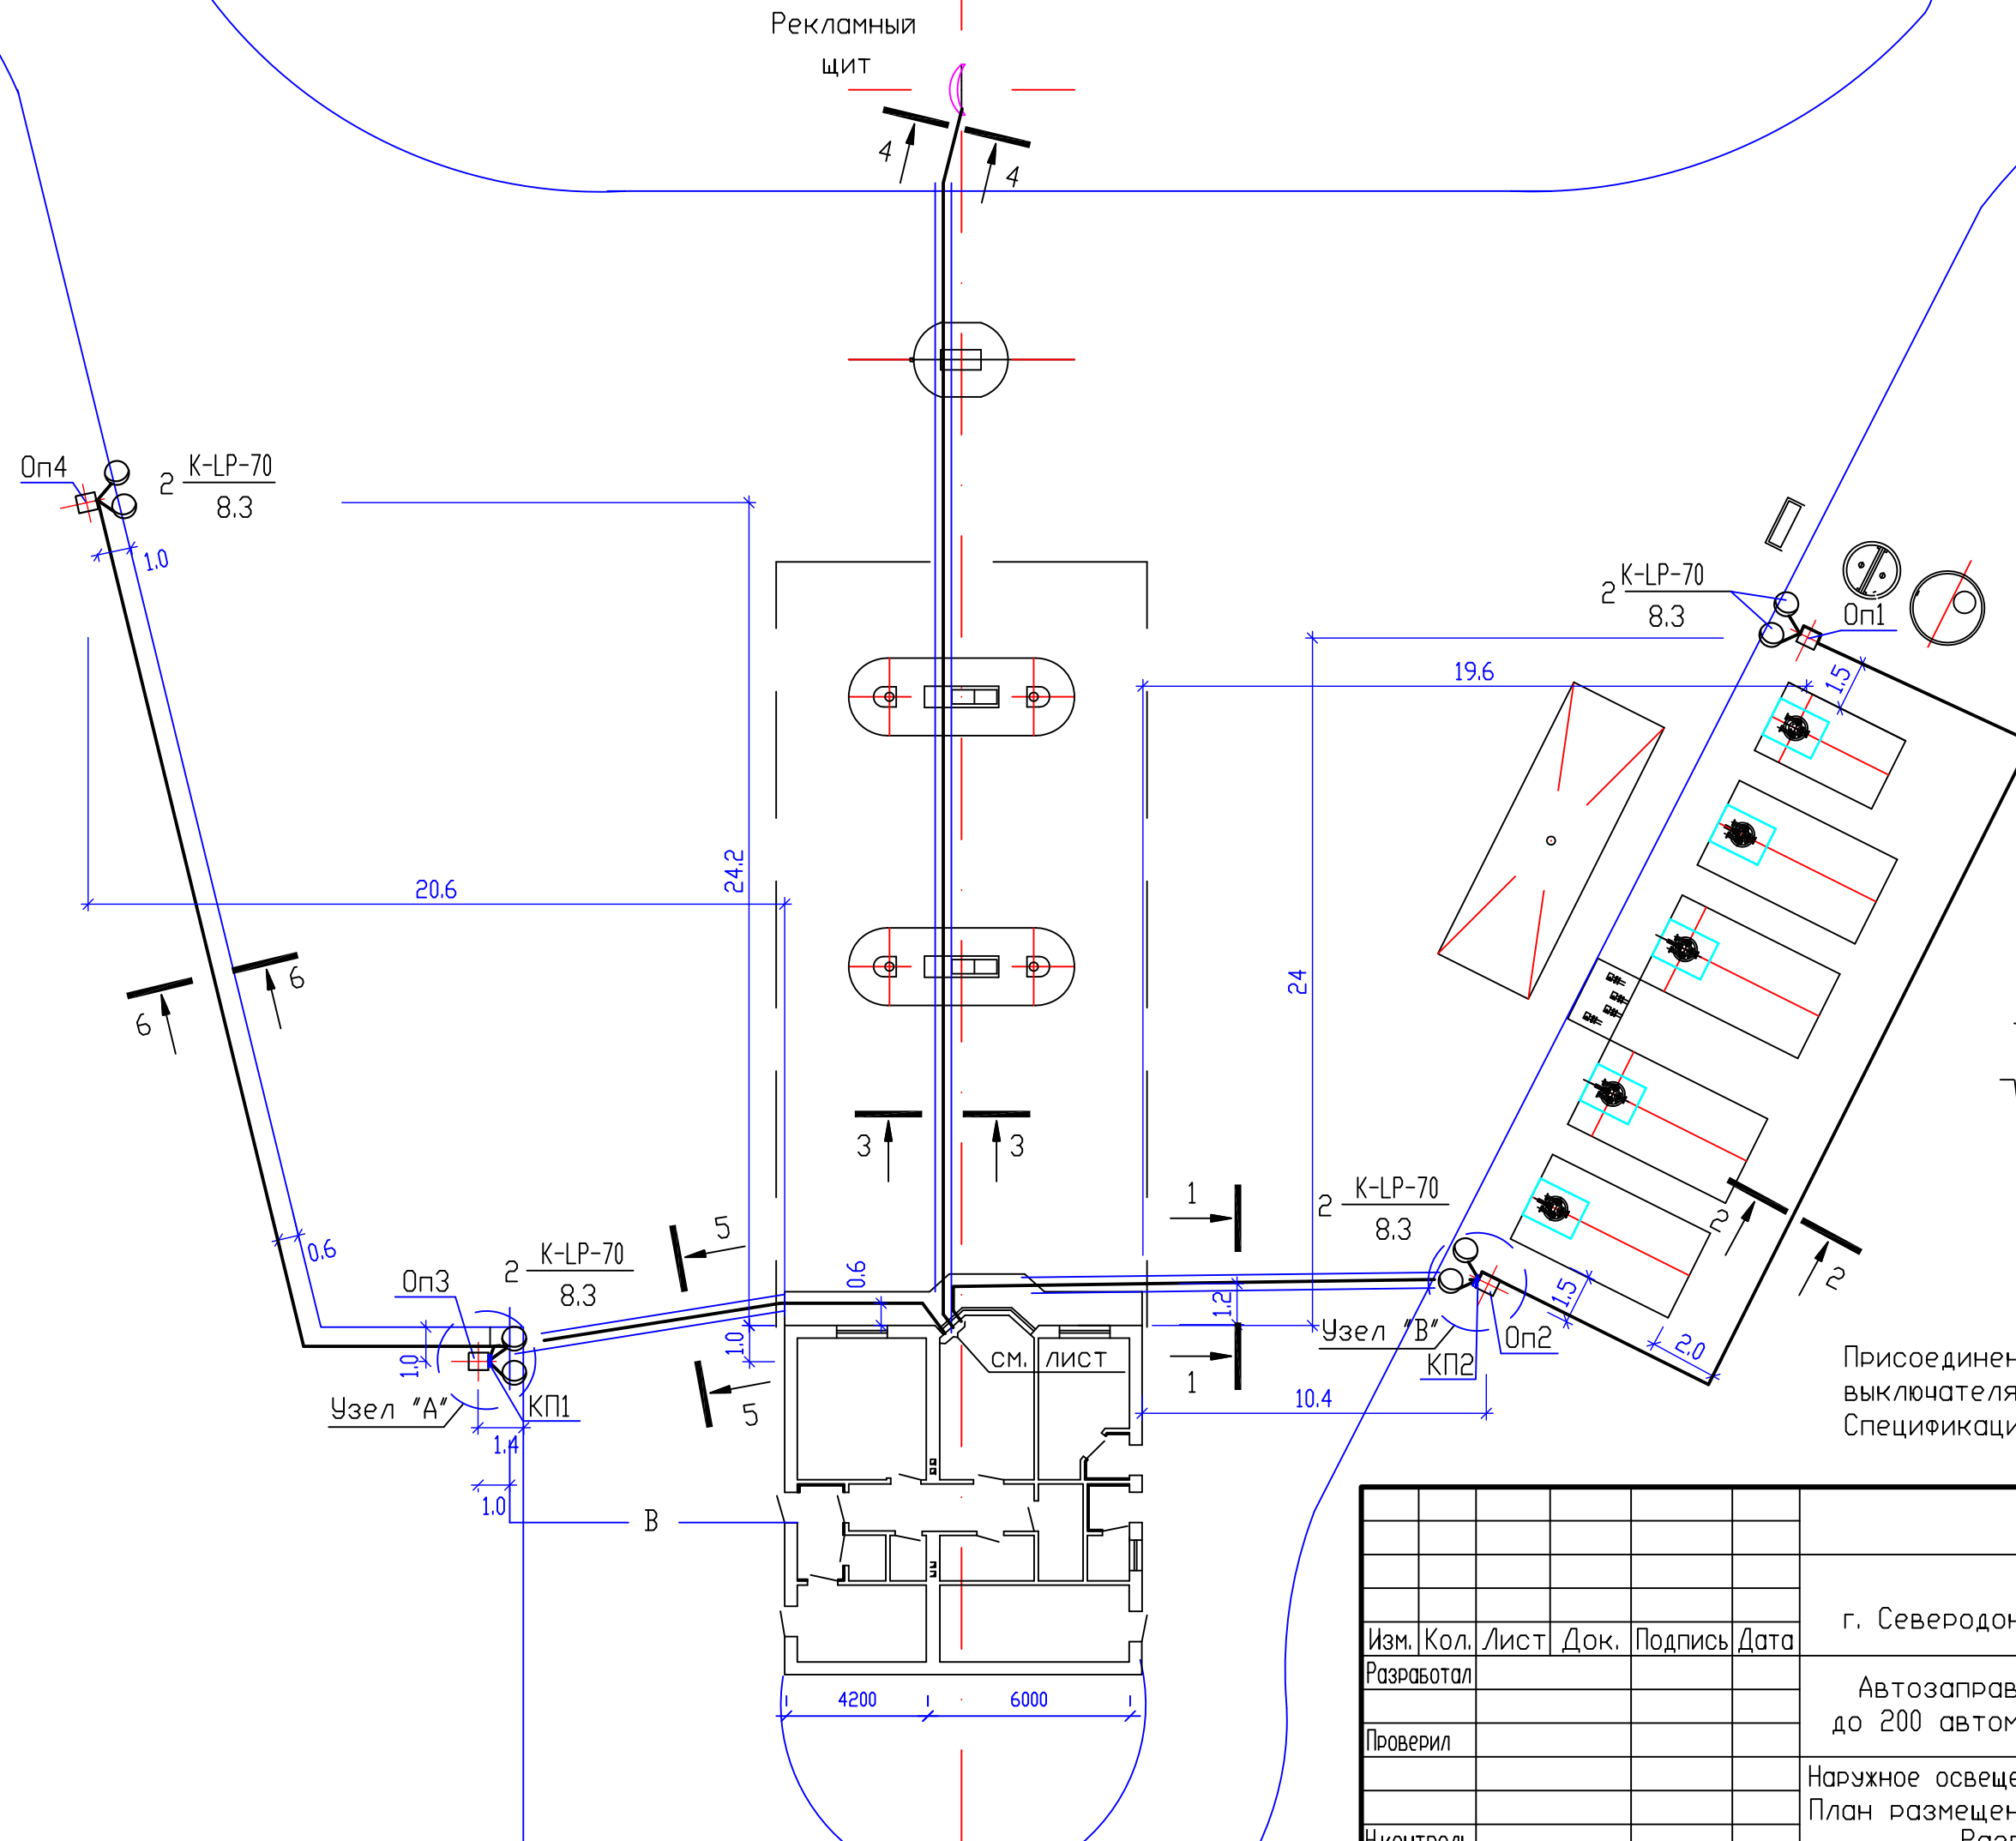 Рекламный
щит
4
4
Оп4
2 K-LP-70
8.3
1.0
2 K-LP-70
8.3
Оп1
19.6
1.5
24.2
20.6
24
6
6
3
3
1
2 K-LP-70
8.3
2
2
5
0.6
2 K-LP-70
8.3
Оп3
0.6
1.2
1.5
Узел "В"
Оп2
2.0
КП2
1.0
1.0
см. лист
1
10.4
Присоединен
выключателя
Спецификаци
Узел "А"
КП1
5
1.4
1.0
В
г. Северодон
Изм. Кол. Лист Док. Подпись Дата
Разработал
Автозаправ
до 200 автом
4200
6000
Проверил
Наружное освеще
План размещен
Разв
Н.контроль